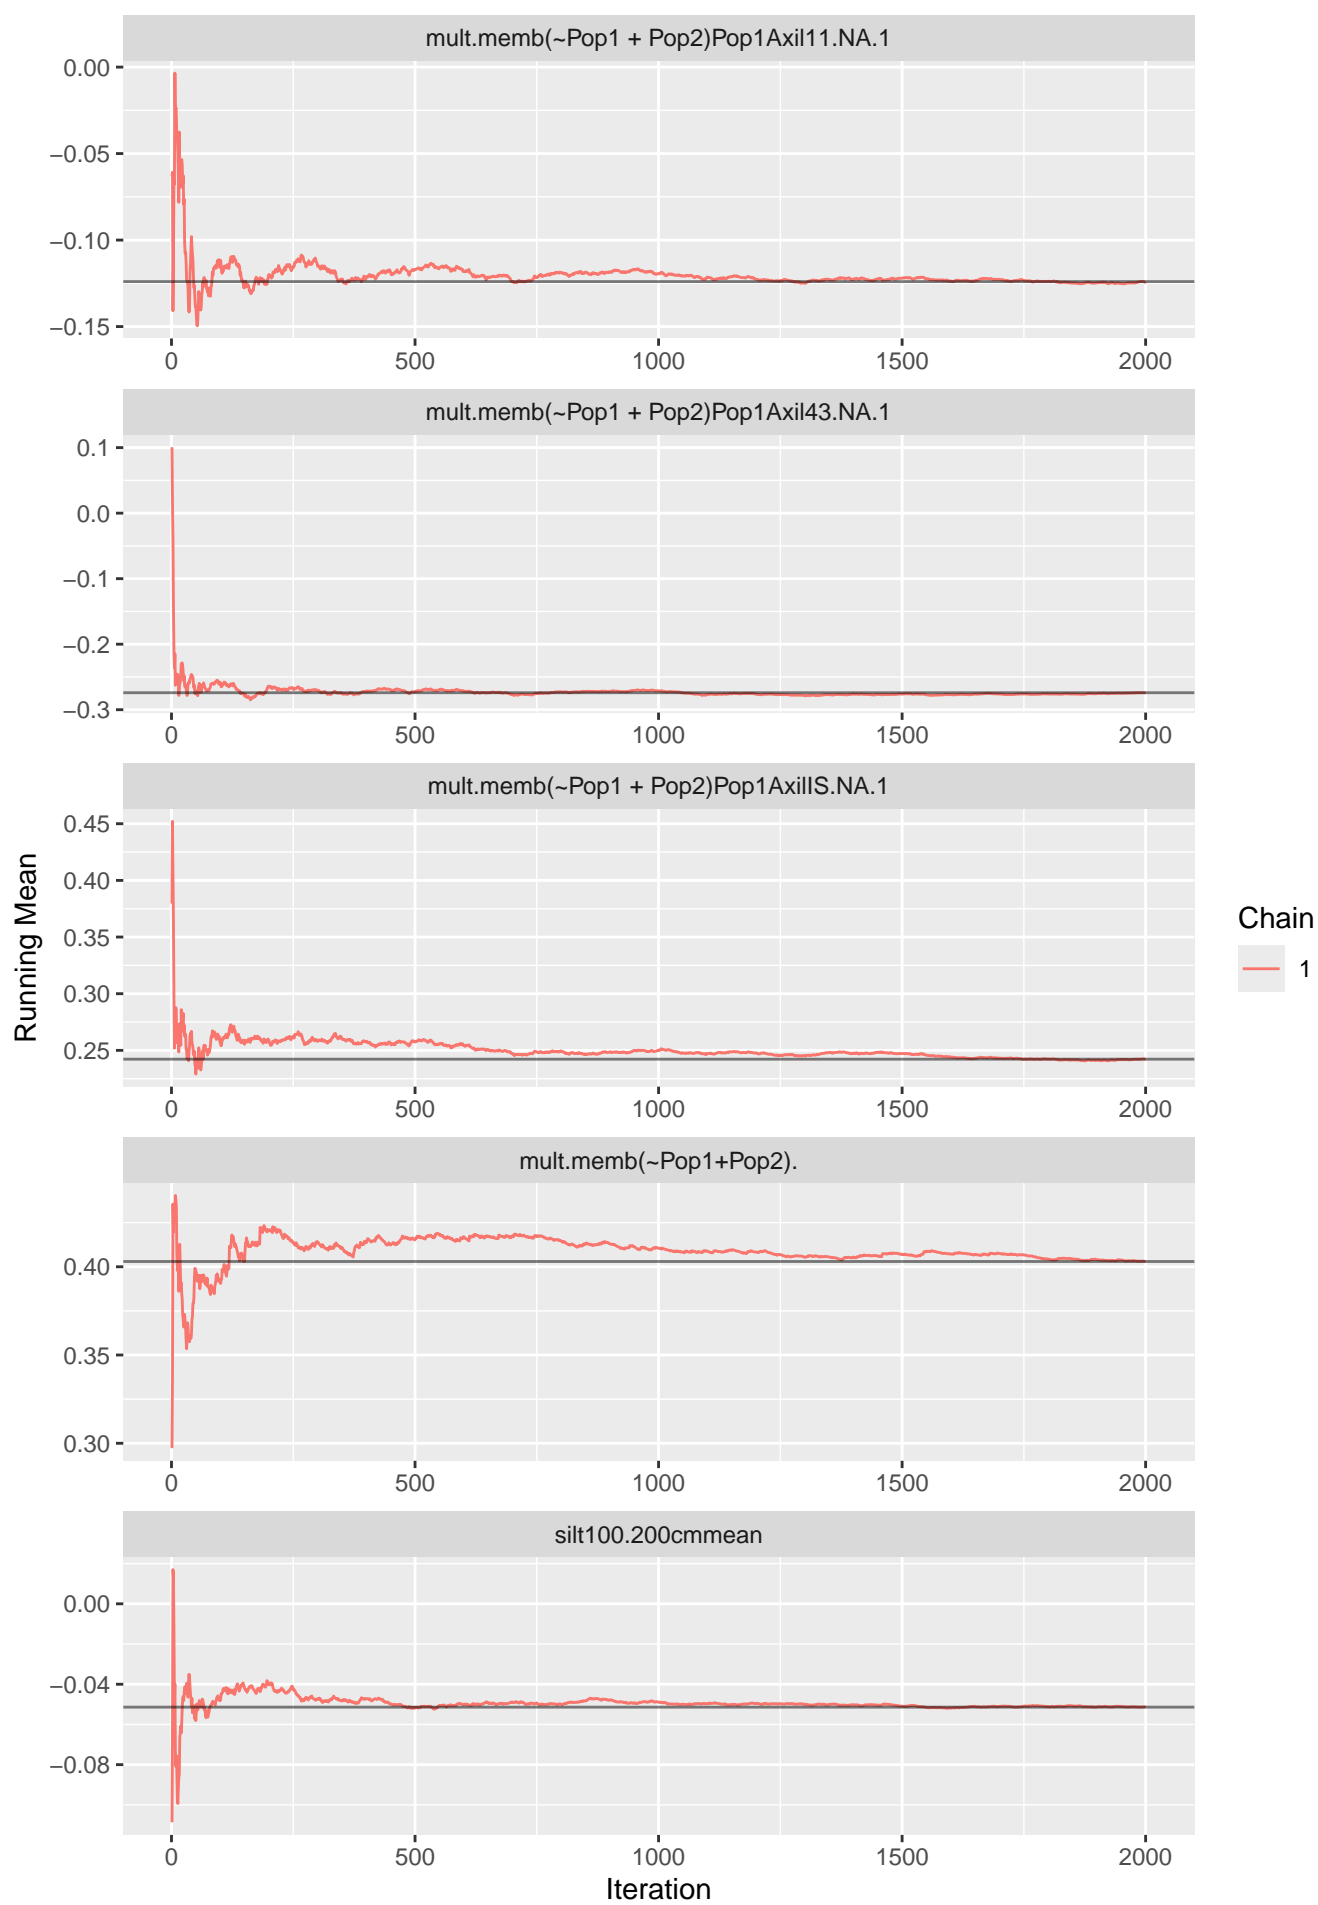 mult.memb(~Pop1 + Pop2)Pop1Axil11.NA.1
0.00
−0.05
−0.10
−0.15
0 500 1000 1500 2000
mult.memb(~Pop1 + Pop2)Pop1Axil43.NA.1
0.1
0.0
−0.1
−0.2
−0.3
0 500 1000 1500 2000
mult.memb(~Pop1 + Pop2)Pop1AxilIS.NA.1
0.45
0.40
0.35
0.30
0.25
0 500 1000 1500 2000
Running Mean
Chain
1
mult.memb(~Pop1+Pop2).
0.40
0.35
0.30
0 500 1000 1500 2000
silt100.200cmmean
0.00
−0.04
−0.08
0 500 1000 1500 2000
Iteration